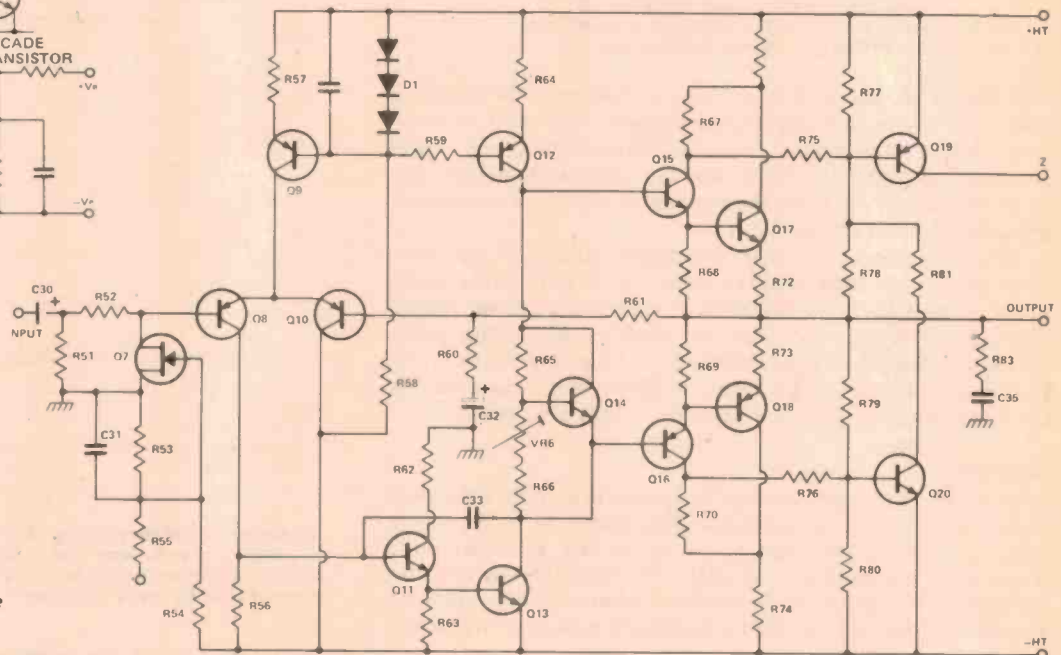 CADE
ANSISTOR
+Ve
-Ve
+HT
R57
D1
R64
R67
R77
R59
Q9
Q12
Q15
R75
Q19
Z
Q17
R68
R72
R78
R81
C30
+
R52
Q8
Q10
R61
OUTPUT
NPUT
R51
Q7
R60
R65
R69
R73
R83
R58
+
C32
Q14
Q18
C35
C31
R53
R62
VR6
R79
C33
R66
Q16
R76
Q20
R55
R70
R80
R54
R56
Q11
R63
Q13
R74
-HT